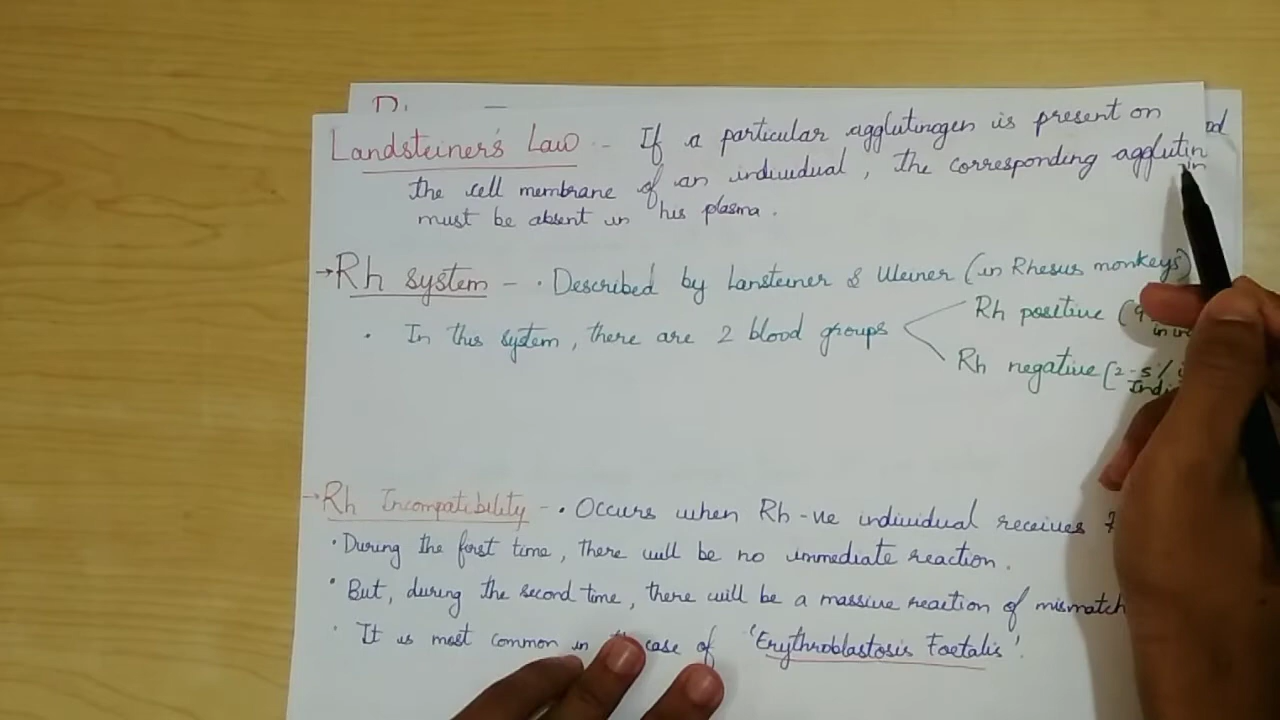 Landsteiner's Law - If a particular agglutinogen is present on
the cell membrane of an individual, the corresponding agglutinin
must be absent in his plasma.
→ Rh system - • Described by Lansteiner & Weiner (in Rhesus monkeys)
• In this system, there are 2 blood groups
Rh positive (
Rh negative (2-5%
→ Rh Incompatibility - • Occurs when Rh -ve individual receives
• During the first time, there will be no immediate reaction.
• But, during the second time, there will be a massive reaction of mismatch
• It is most common in case of 'Erythroblastosis Foetalis'.